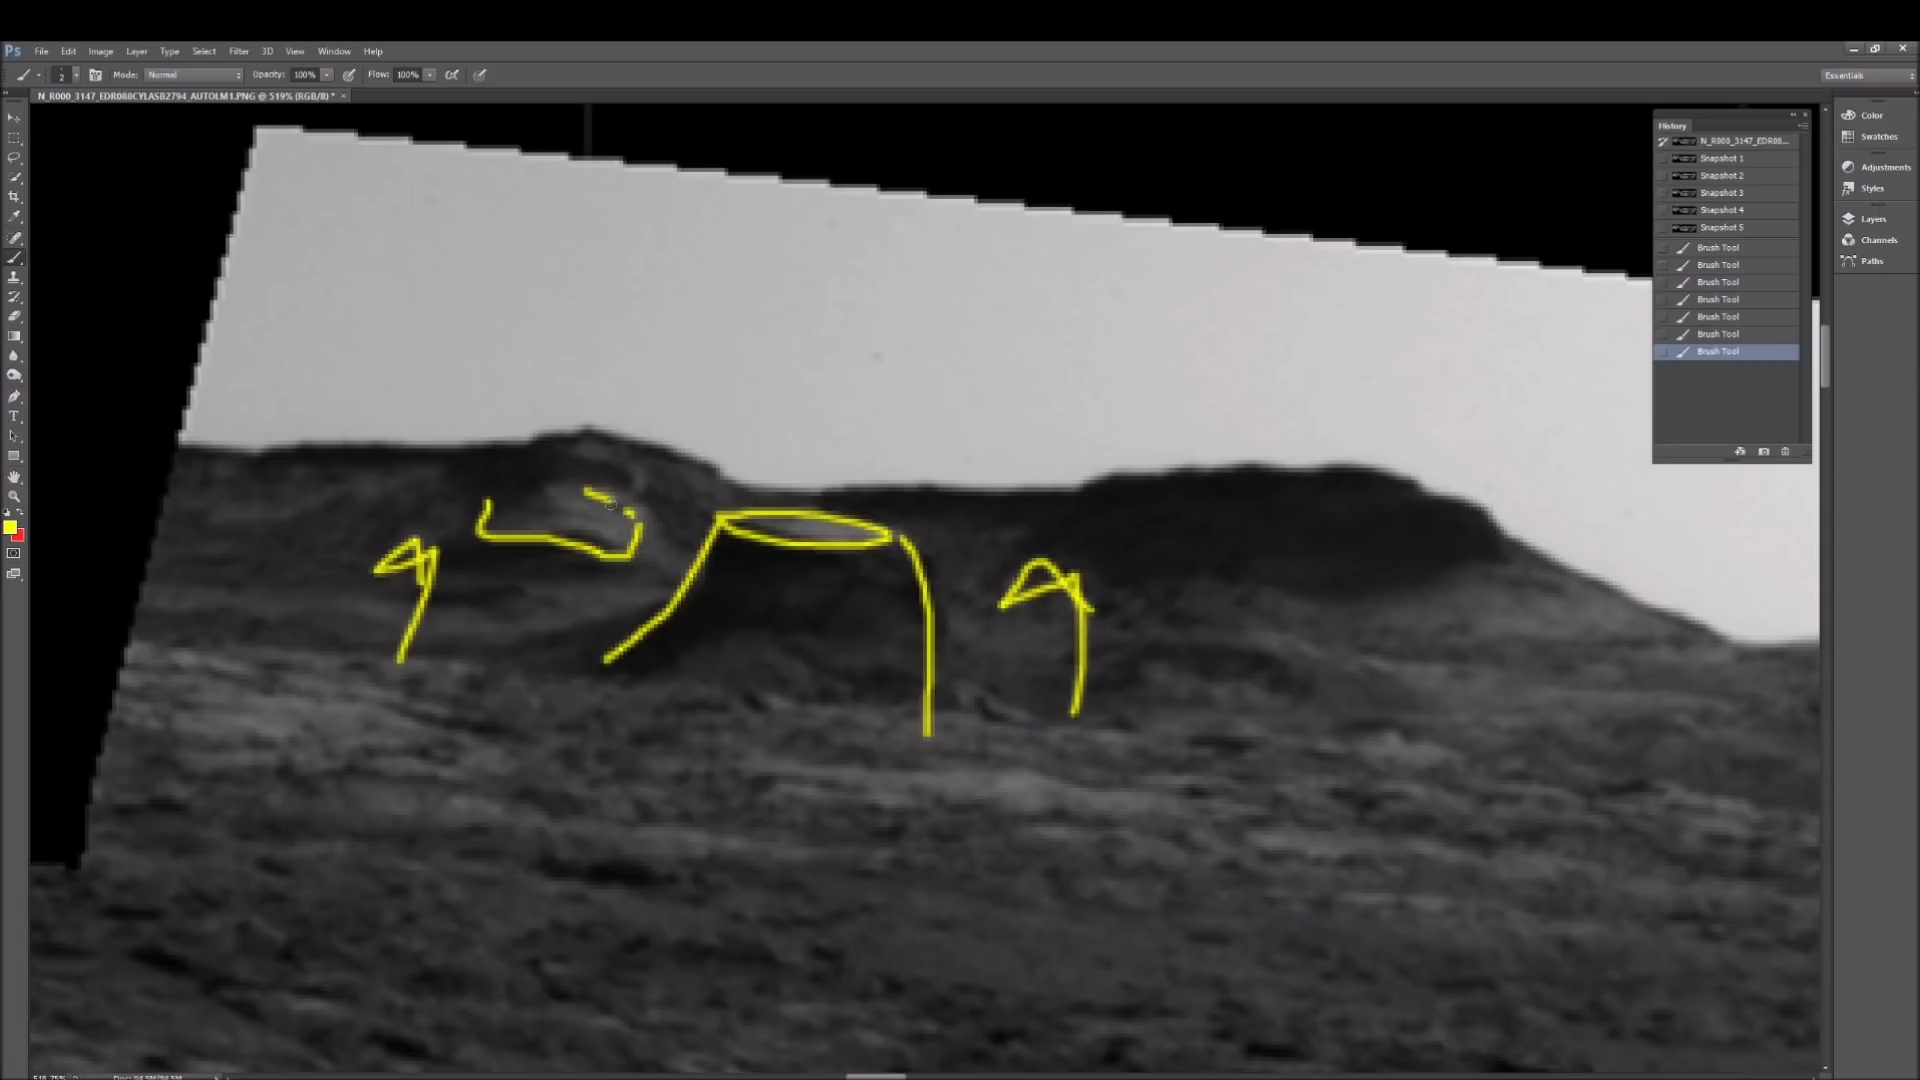 Ps File Edit Image Layer Type Select Filter 3D View Window Help
2 Mode: Normal Opacity: 100% Flow: 100% Essentials
N_R000_3147_EDR088CYLASB2794_AUTOLM1.PNG @ 519% (RGB/8) * ×
History
N_R000_3147_EDR08...
Snapshot 1
Snapshot 2
Snapshot 3
Snapshot 4
Snapshot 5
Brush Tool
Brush Tool
Brush Tool
Brush Tool
Brush Tool
Brush Tool
Brush Tool
Color
Swatches
Adjustments
Styles
Layers
Channels
Paths